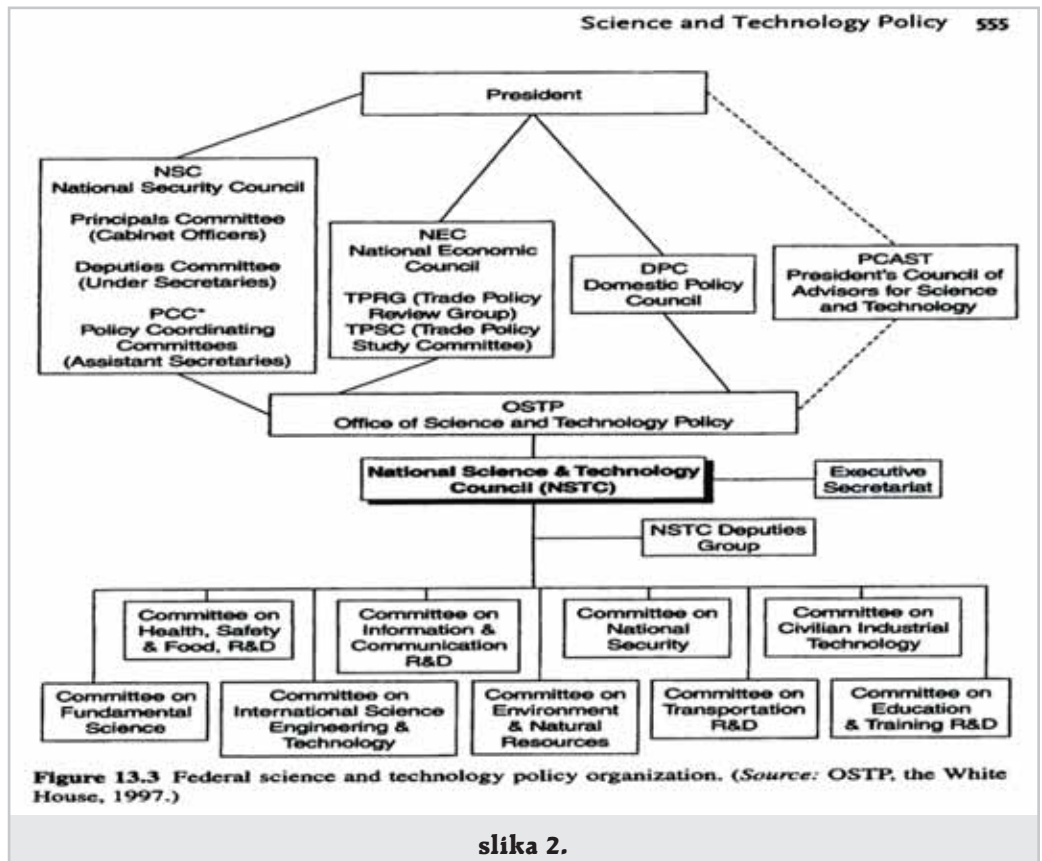 Science and Technology Policy 555
President
NSC
National Security Council
Principals Committee
(Cabinet Officers)
Deputies Committee
(Under Secretaries)
PCC*
Policy Coordinating
Committees
(Assistant Secretaries)
NEC
National Economic
Council
TPRG (Trade Policy
Review Group)
TPSC (Trade Policy
Study Committee)
DPC
Domestic Policy
Council
PCAST
President's Council of
Advisors for Science
and Technology
OSTP
Office of Science and Technology Policy
National Science & Technology
Council (NSTC)
Executive
Secretariat
NSTC Deputies
Group
Committee on
Health, Safety
& Food, R&D
Committee on
Information &
Communication
R&D
Committee on
National
Security
Committee on
Civilian Industrial
Technology
Committee on
Fundamental
Science
Committee on
International Science
Engineering &
Technology
Committee on
Environment
& Natural
Resources
Committee on
Transportation
R&D
Committee on
Education
& Training R&D
Figure 13.3 Federal science and technology policy organization. (Source: OSTP, the White
House, 1997.)
slika 2.